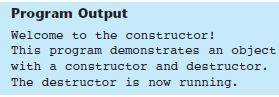 Program Output
Welcome to the constructor!
This program demonstrates an object
with a constructor and destructor.
The destructor is now running.